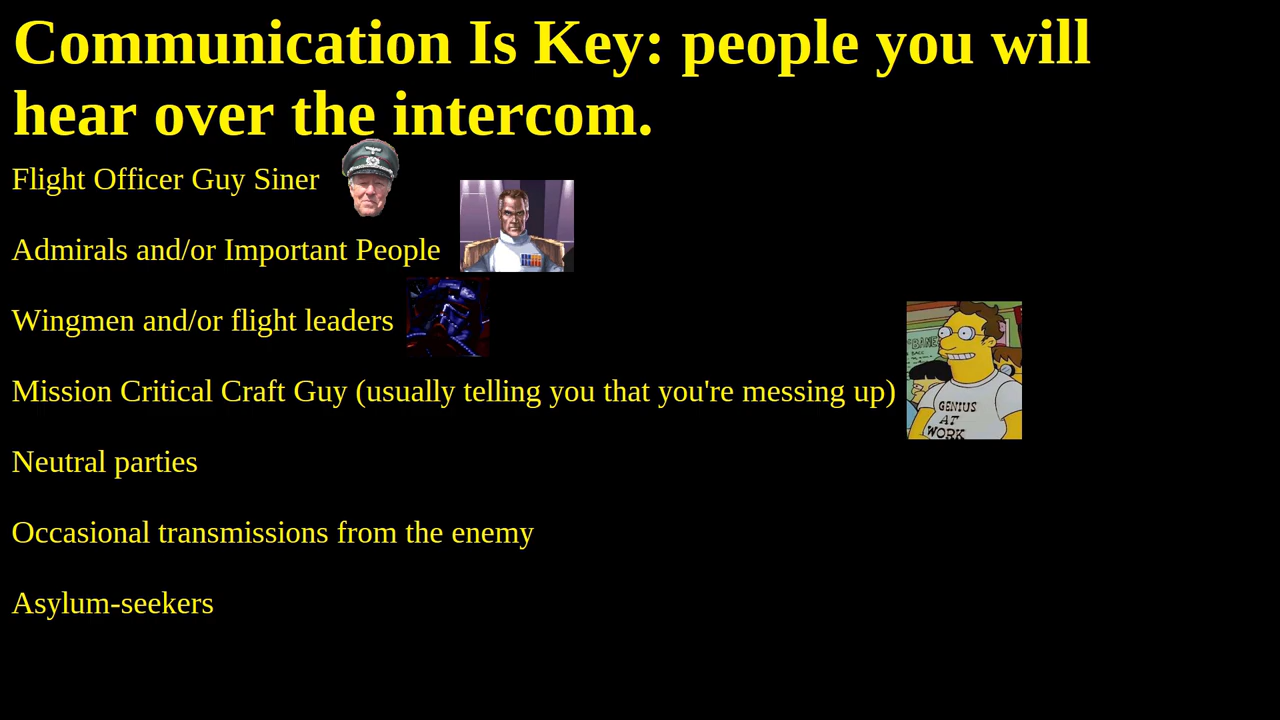 Communication Is Key: people you will
hear over the intercom.
Flight Officer Guy Siner
Admirals and/or Important People
Wingmen and/or flight leaders
Mission Critical Craft Guy (usually telling you that you're messing up)
"BANE
BACK
GENIUS
AT
WORK
Neutral parties
Occasional transmissions from the enemy
Asylum-seekers